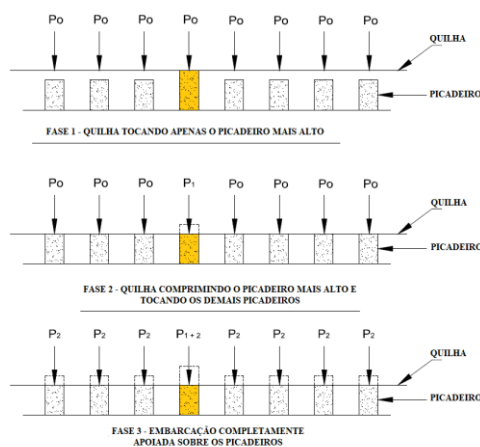 Po Po Po Po Po Po Po Po
QUILHA
PICADEIRO
FASE 1 - QUILHA TOCANDO APENAS O PICADEIRO MAIS ALTO
Po Po Po P₁ Po Po Po Po
QUILHA
PICADEIRO
FASE 2 - QUILHA COMPRIMINDO O PICADEIRO MAIS ALTO E
TOCANDO OS DEMAIS PICADEIROS
P₂ P₂ P₂ P₁₊₂ P₂ P₂ P₂ P₂
QUILHA
PICADEIRO
FASE 3 - EMBARCAÇÃO COMPLETAMENTE
APOIADA SOBRE OS PICADEIROS